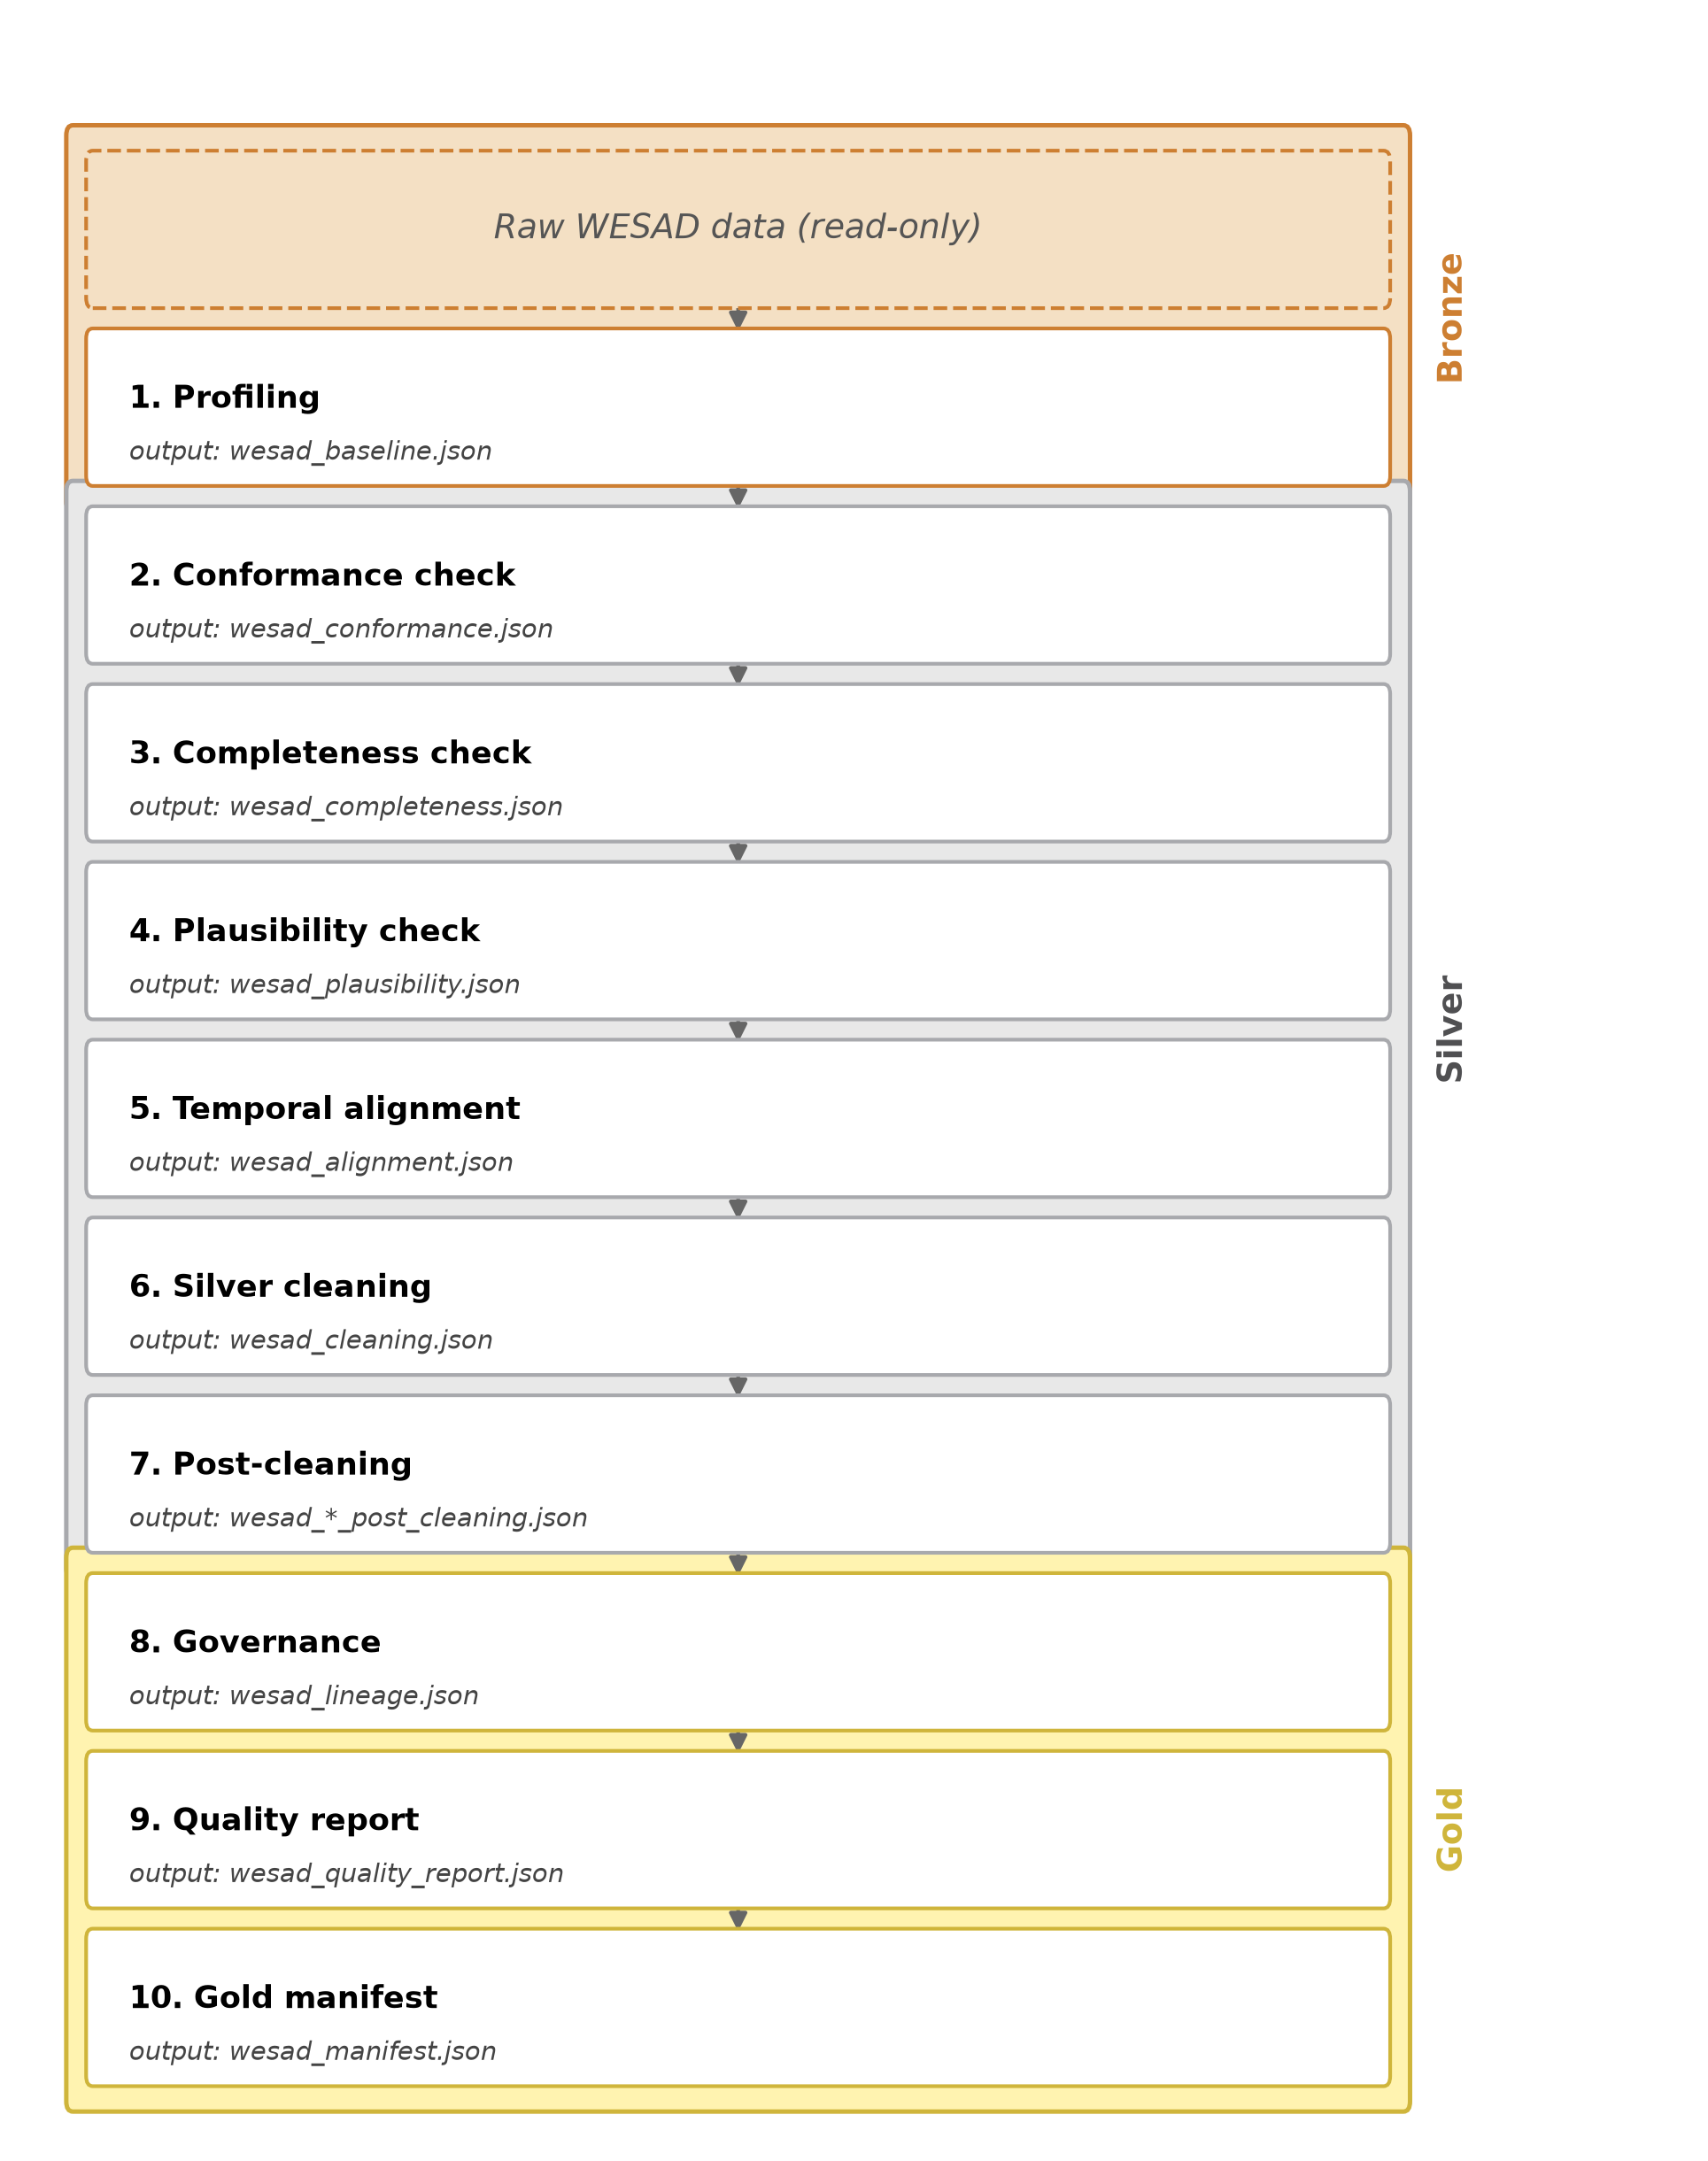 Raw WESAD data (read-only)
Bronze
1. Profiling
output: wesad_baseline.json
2. Conformance check
output: wesad_conformance.json
3. Completeness check
output: wesad_completeness.json
4. Plausibility check
output: wesad_plausibility.json
Silver
5. Temporal alignment
output: wesad_alignment.json
6. Silver cleaning
output: wesad_cleaning.json
7. Post-cleaning
output: wesad_*_post_cleaning.json
8. Governance
output: wesad_lineage.json
9. Quality report
output: wesad_quality_report.json
Gold
10. Gold manifest
output: wesad_manifest.json